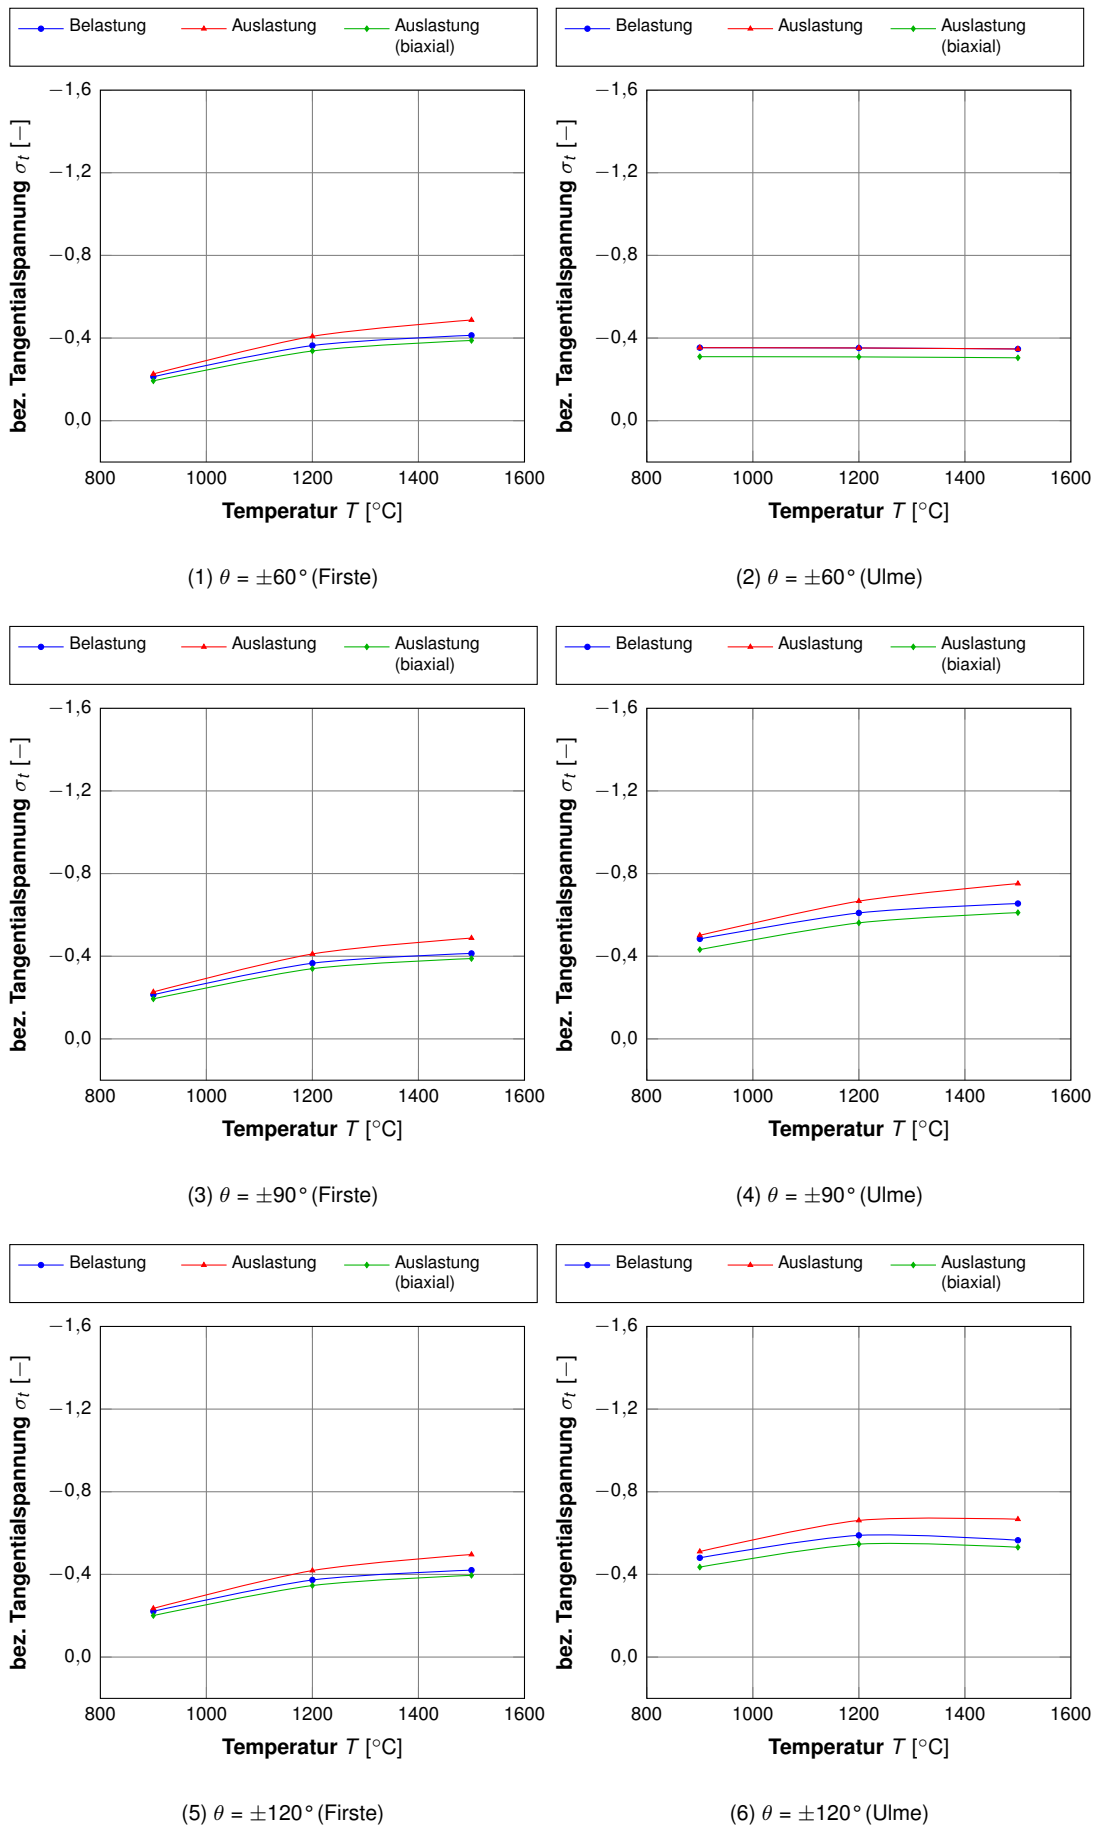 Belastung Auslastung Auslastung
(biaxial)
−1,6
−1,2
−0,8
−0,4
0,0
800 1000 1200 1400 1600
bez. Tangentialspannung σt [−]
Temperatur T [°C]
(1) θ = ±60° (Firste)
Belastung Auslastung Auslastung
(biaxial)
−1,6
−1,2
−0,8
−0,4
0,0
800 1000 1200 1400 1600
bez. Tangentialspannung σt [−]
Temperatur T [°C]
(2) θ = ±60° (Ulme)
Belastung Auslastung Auslastung
(biaxial)
−1,6
−1,2
−0,8
−0,4
0,0
800 1000 1200 1400 1600
bez. Tangentialspannung σt [−]
Temperatur T [°C]
(3) θ = ±90° (Firste)
Belastung Auslastung Auslastung
(biaxial)
−1,6
−1,2
−0,8
−0,4
0,0
800 1000 1200 1400 1600
bez. Tangentialspannung σt [−]
Temperatur T [°C]
(4) θ = ±90° (Ulme)
Belastung Auslastung Auslastung
(biaxial)
−1,6
−1,2
−0,8
−0,4
0,0
800 1000 1200 1400 1600
bez. Tangentialspannung σt [−]
Temperatur T [°C]
(5) θ = ±120° (Firste)
Belastung Auslastung Auslastung
(biaxial)
−1,6
−1,2
−0,8
−0,4
0,0
800 1000 1200 1400 1600
bez. Tangentialspannung σt [−]
Temperatur T [°C]
(6) θ = ±120° (Ulme)